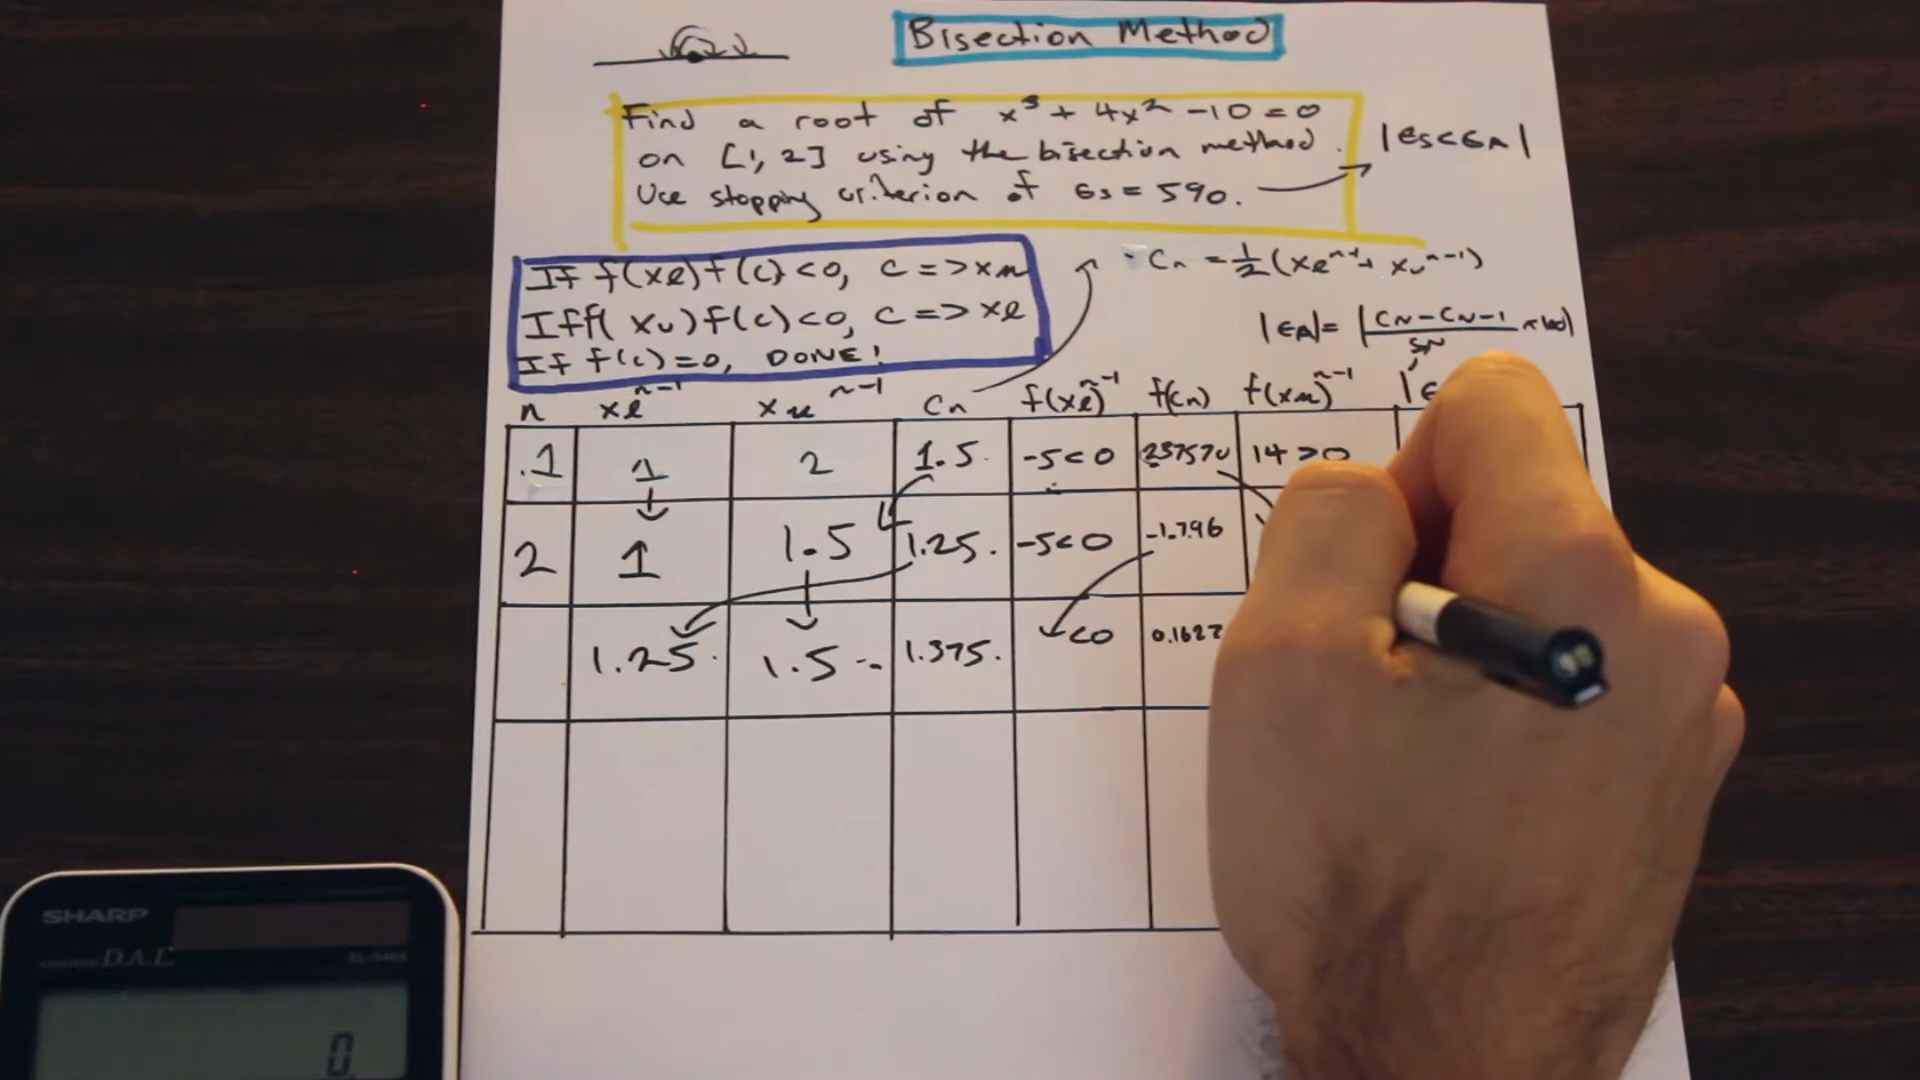 Bisection Method
Find a root of x³ + 4x² - 10 = 0
on [1, 2] using the bisection method.
Use stopping criterion of εs = 5%.
|εs<εA|
If f(xl)f(c)<0, c => xu
If f(xu)f(c)<0, c => xl
If f(c)=0, DONE!
Cn = 1/2(xl^n-1 + xu^n-1)
|εA| = |CN - CN-1 / CN ×100|
n xl^n-1 xu^n-1 Cn f(xl)^n-1 f(cn) f(xu)^n-1 |ε
.1 1 2 1.5 -5<0 14>0
2 1 1.5 1.25. -5<0 -1.796
1.25 1.5 1.375. <0 0.1627
SHARP
D.A.L.
0.